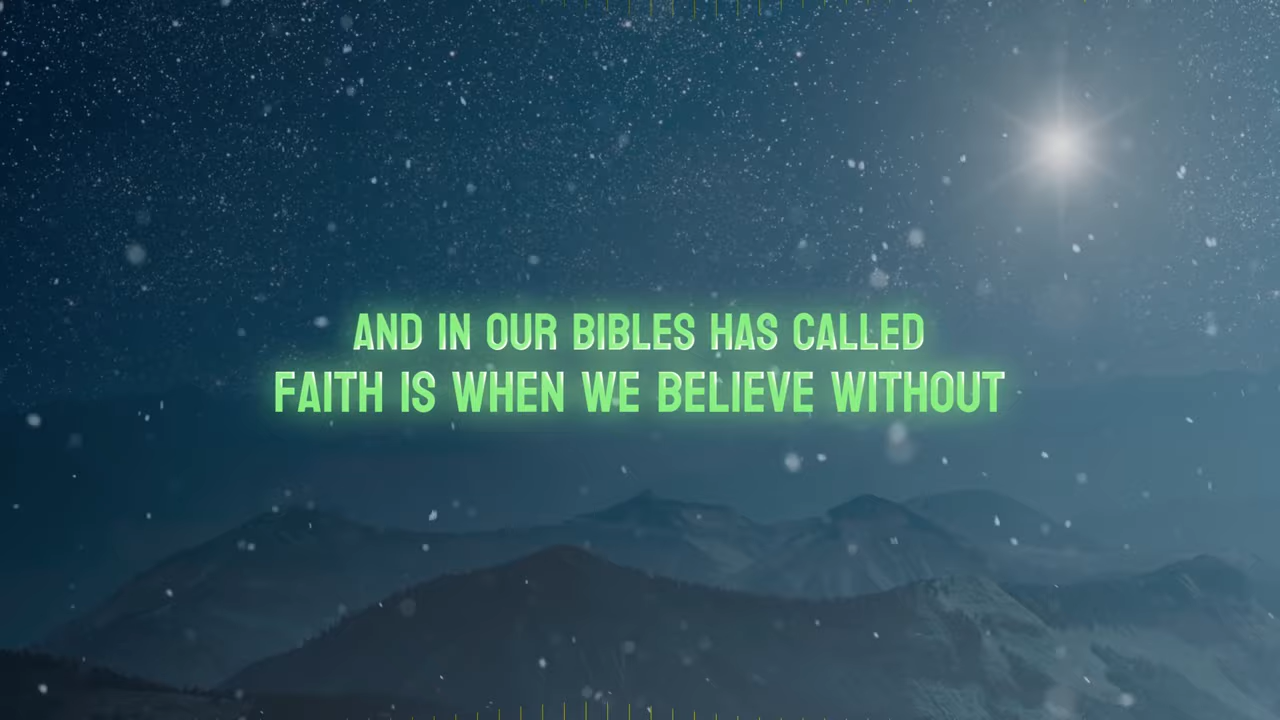 AND IN OUR BIBLES HAS CALLED
FAITH IS WHEN WE BELIEVE WITHOUT